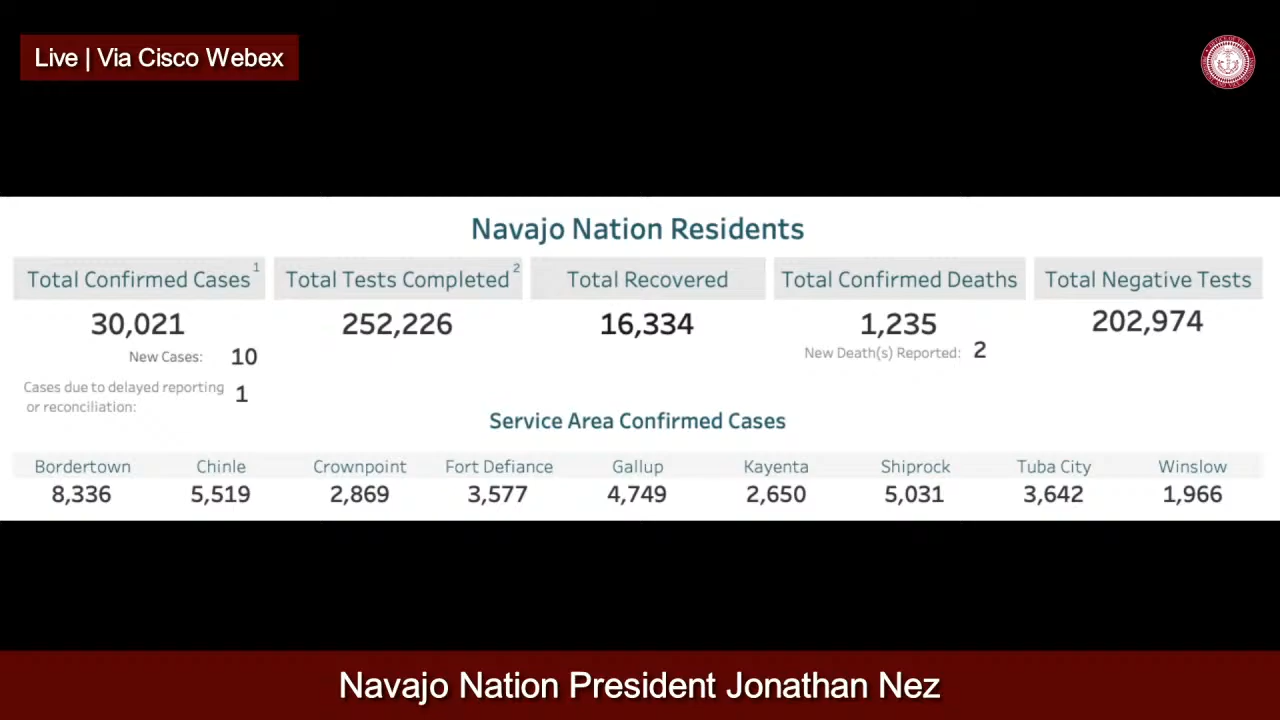 Live | Via Cisco Webex
Navajo Nation Residents
Total Confirmed Cases 1
Total Tests Completed 2
Total Recovered
Total Confirmed Deaths
Total Negative Tests
30,021
252,226
16,334
1,235
202,974
New Cases: 10
New Death(s) Reported: 2
Cases due to delayed reporting
or reconciliation: 1
Service Area Confirmed Cases
Bordertown Chinle Crownpoint Fort Defiance Gallup Kayenta Shiprock Tuba City Winslow
8,336 5,519 2,869 3,577 4,749 2,650 5,031 3,642 1,966
Navajo Nation President Jonathan Nez